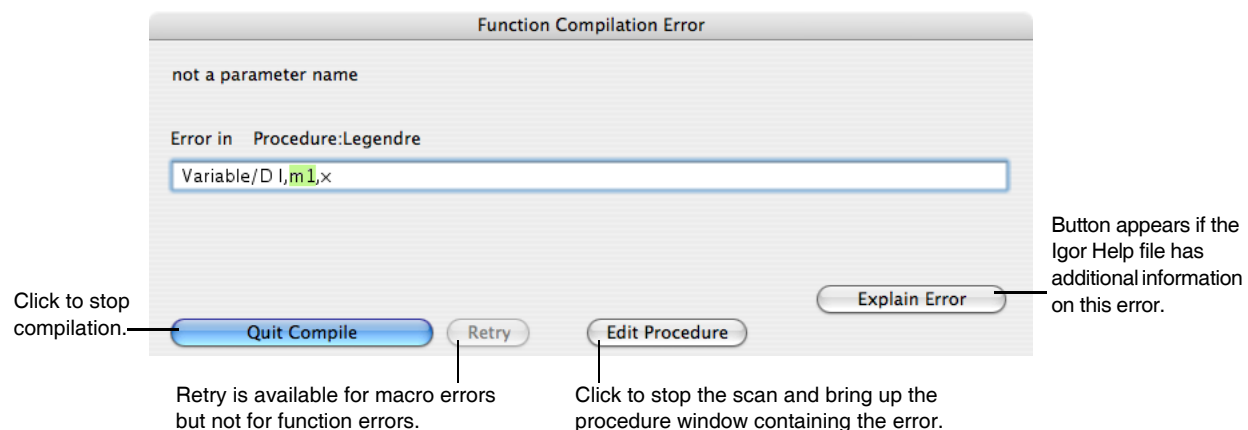 Function Compilation Error
not a parameter name
Error in Procedure:Legendre
Variable/D l,m1,x
Button appears if the
Igor Help file has
additional information
on this error.
Explain Error
Click to stop
compilation.
Quit Compile
Retry
Edit Procedure
Retry is available for macro errors
but not for function errors.
Click to stop the scan and bring up the
procedure window containing the error.